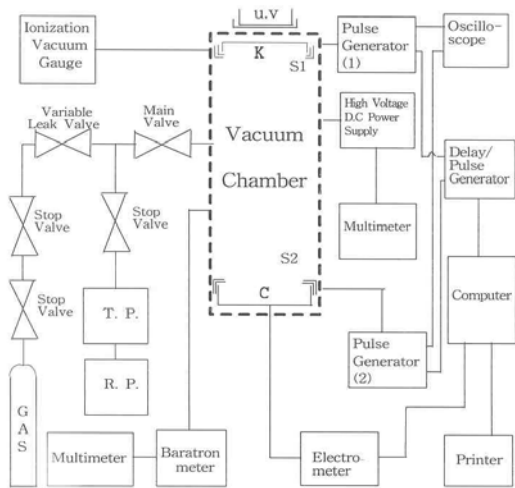 u.v
Ionization
Vacuum
Gauge
K
S1
Pulse
Generator
(1)
Oscillo-
scope
Variable
Leak Valve
Main
Valve
High Voltage
D.C Power
Supply
Vacuum
Chamber
Delay/
Pulse
Generator
Stop
Valve
Stop
Valve
Multimeter
S2
Stop
Valve
C
T. P.
Computer
Pulse
Generator
(2)
R. P.
G
A
S
Multimeter
Baratron
meter
Electro-
meter
Printer